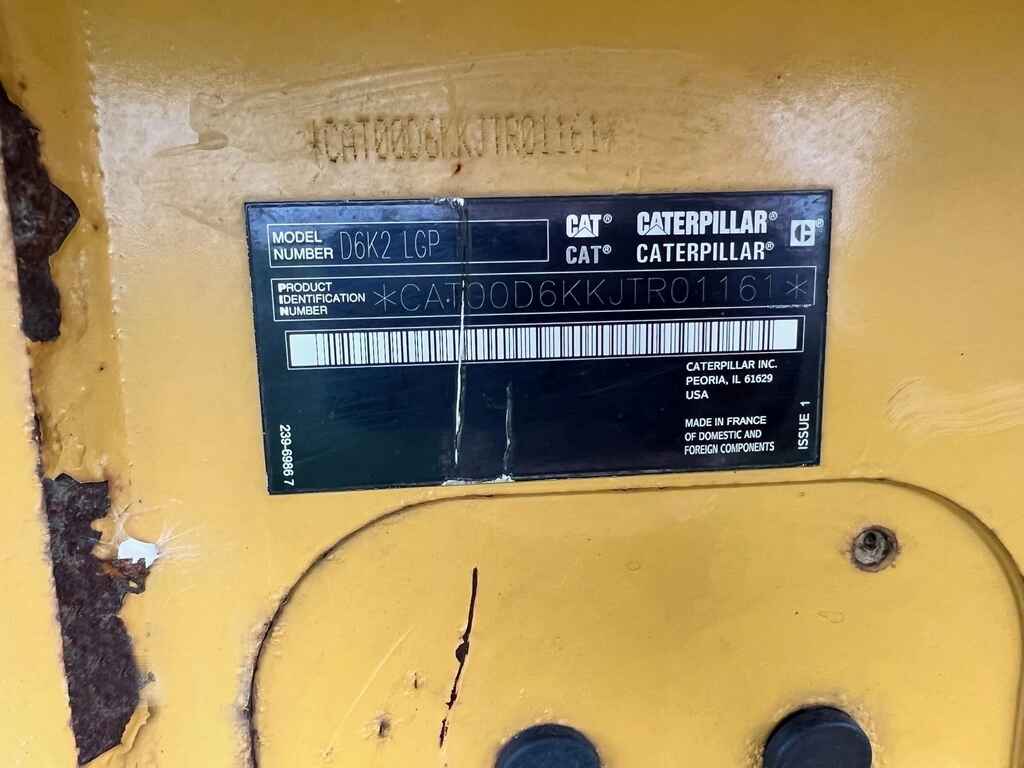 *CAT00D6KKJTR01161*
MODEL NUMBER D6K2 LGP
CAT® CATERPILLAR®
CAT® CATERPILLAR®
C®
PRODUCT IDENTIFICATION NUMBER *CAT00D6KKJTR01161*
CATERPILLAR INC.
PEORIA, IL 61629
USA
MADE IN FRANCE
OF DOMESTIC AND
FOREIGN COMPONENTS
ISSUE 1
239-6986 7